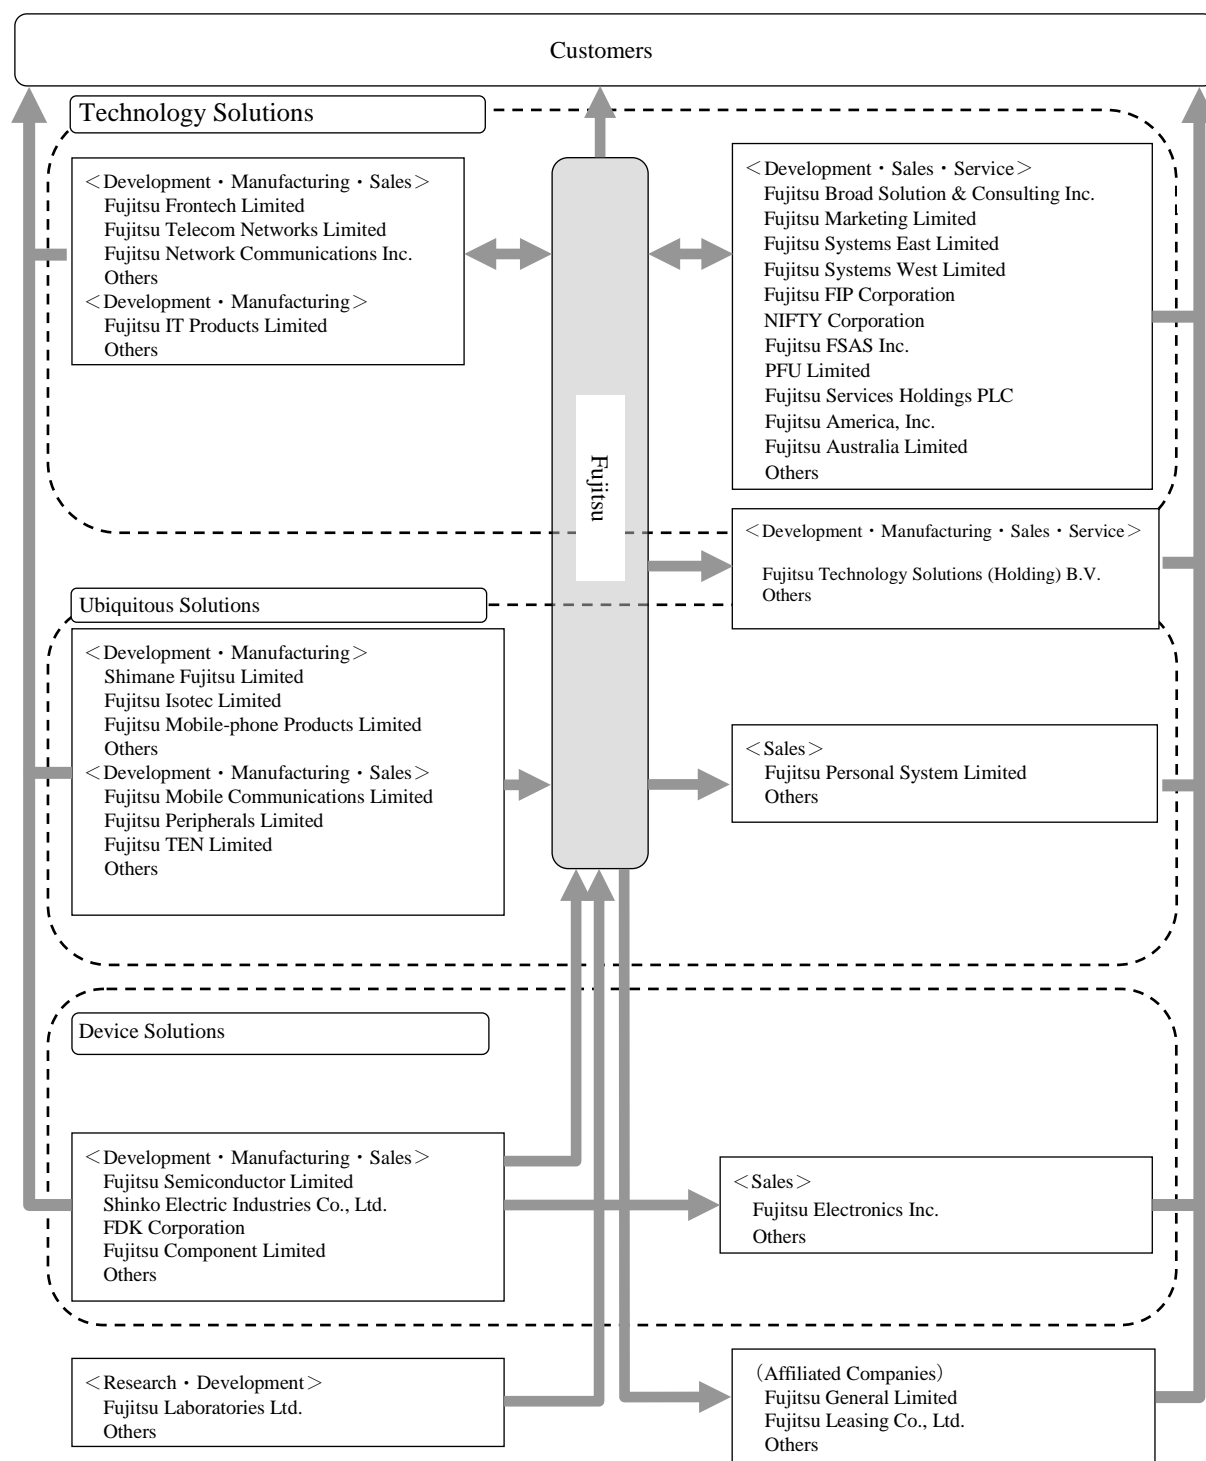 Customers
Technology Solutions
＜Development・Manufacturing・Sales＞
Fujitsu Frontech Limited
Fujitsu Telecom Networks Limited
Fujitsu Network Communications Inc.
Others
＜Development・Manufacturing＞
Fujitsu IT Products Limited
Others
Fujitsu
＜Development・Sales・Service＞
Fujitsu Broad Solution & Consulting Inc.
Fujitsu Marketing Limited
Fujitsu Systems East Limited
Fujitsu Systems West Limited
Fujitsu FIP Corporation
NIFTY Corporation
Fujitsu FSAS Inc.
PFU Limited
Fujitsu Services Holdings PLC
Fujitsu America, Inc.
Fujitsu Australia Limited
Others
＜Development・Manufacturing・Sales・Service＞
Fujitsu Technology Solutions (Holding) B.V.
Others
Ubiquitous Solutions
＜Development・Manufacturing＞
Shimane Fujitsu Limited
Fujitsu Isotec Limited
Fujitsu Mobile-phone Products Limited
Others
＜Development・Manufacturing・Sales＞
Fujitsu Mobile Communications Limited
Fujitsu Peripherals Limited
Fujitsu TEN Limited
Others
＜Sales＞
Fujitsu Personal System Limited
Others
Device Solutions
＜Development・Manufacturing・Sales＞
Fujitsu Semiconductor Limited
Shinko Electric Industries Co., Ltd.
FDK Corporation
Fujitsu Component Limited
Others
＜Sales＞
Fujitsu Electronics Inc.
Others
＜Research・Development＞
Fujitsu Laboratories Ltd.
Others
（Affiliated Companies）
Fujitsu General Limited
Fujitsu Leasing Co., Ltd.
Others